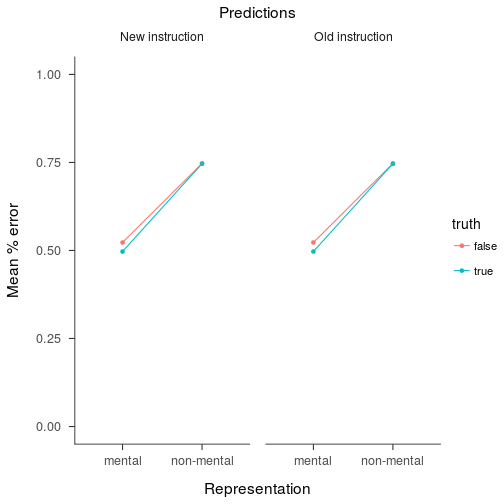 Predictions
New instruction
Old instruction
1.00
0.75
0.50
0.25
0.00
Mean % error
mental
non-mental
mental
non-mental
Representation
truth
false
true